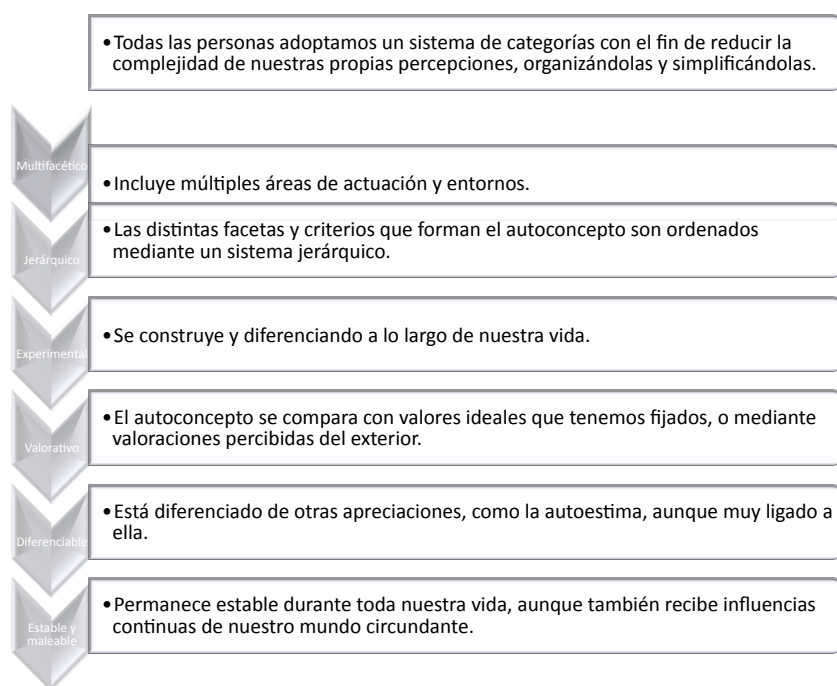 •Todas las personas adoptamos un sistema de categorías con el fin de reducir la
complejidad de nuestras propias percepciones, organizándolas y simplificándolas.
Multifacético
•Incluye múltiples áreas de actuación y entornos.
Jerárquico
•Las distintas facetas y criterios que forman el autoconcepto son ordenados
mediante un sistema jerárquico.
Experimental
•Se construye y diferenciando a lo largo de nuestra vida.
Valorativo
•El autoconcepto se compara con valores ideales que tenemos fijados, o mediante
valoraciones percibidas del exterior.
Diferenciable
•Está diferenciado de otras apreciaciones, como la autoestima, aunque muy ligado a
ella.
Estable y
maleable
•Permanece estable durante toda nuestra vida, aunque también recibe influencias
continuas de nuestro mundo circundante.